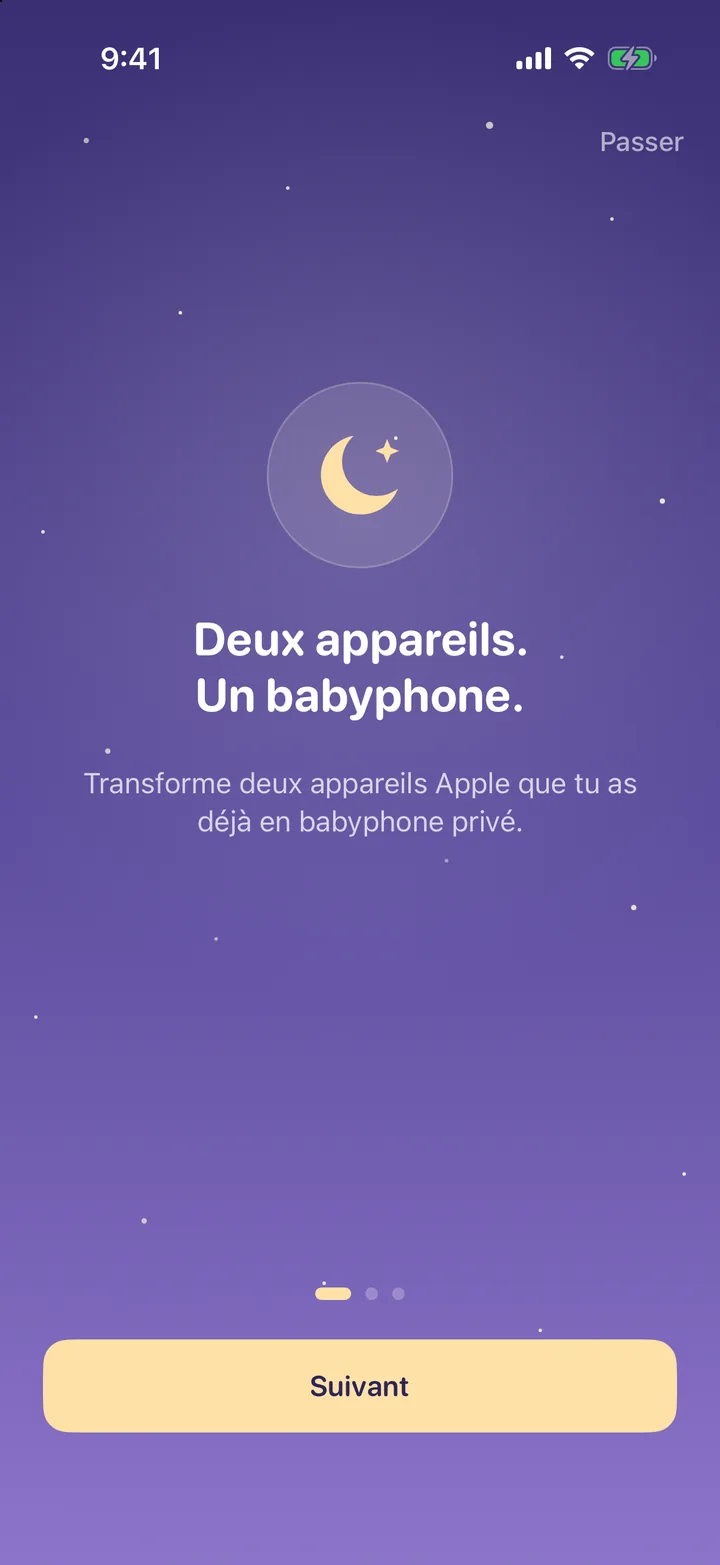 9:41
Passer
Deux appareils.
Un babyphone.
Transforme deux appareils Apple que tu as
déjà en babyphone privé.
Suivant